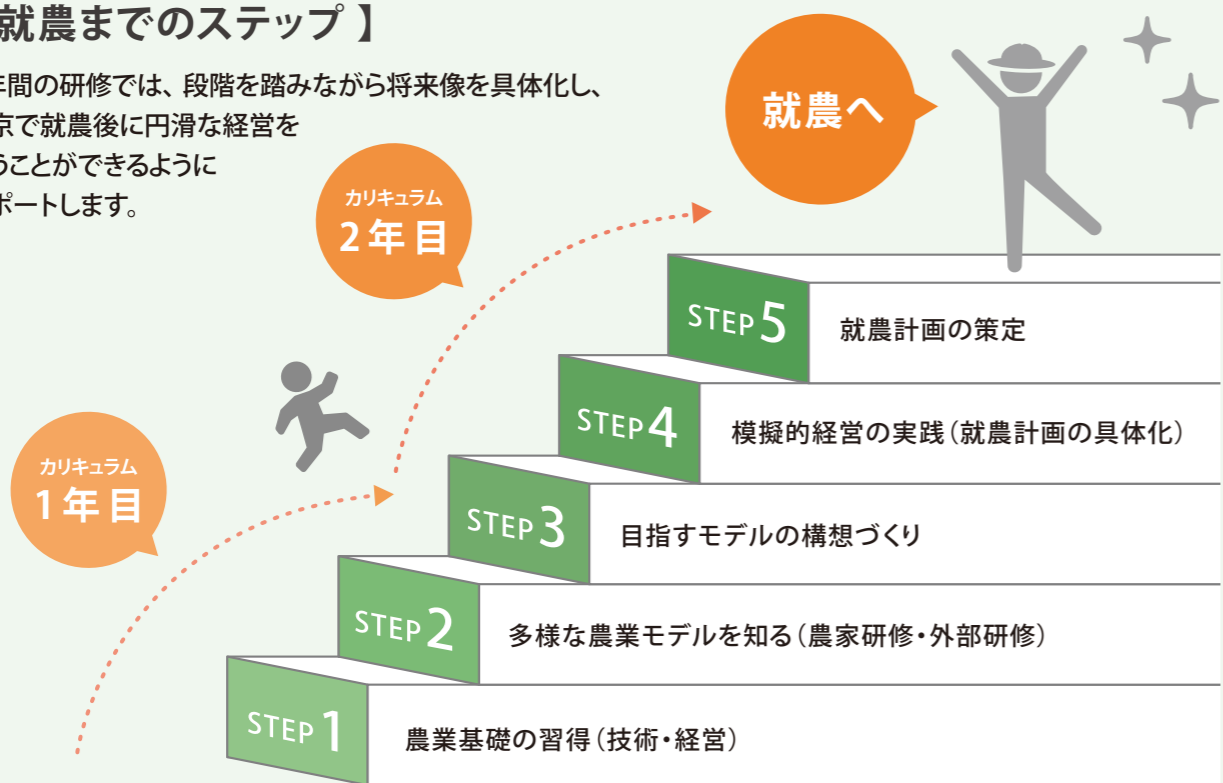 就農までのステップ 】
年間の研修では、段階を踏みながら将来像を具体化し、
京で就農後に円滑な経営を
うことができるように
ポートします。
就農へ
カリキュラム
2年目
カリキュラム
1年目
STEP 5 就農計画の策定
STEP 4 模擬的経営の実践（就農計画の具体化）
STEP 3 目指すモデルの構想づくり
STEP 2 多様な農業モデルを知る（農家研修・外部研修）
STEP 1 農業基礎の習得（技術・経営）